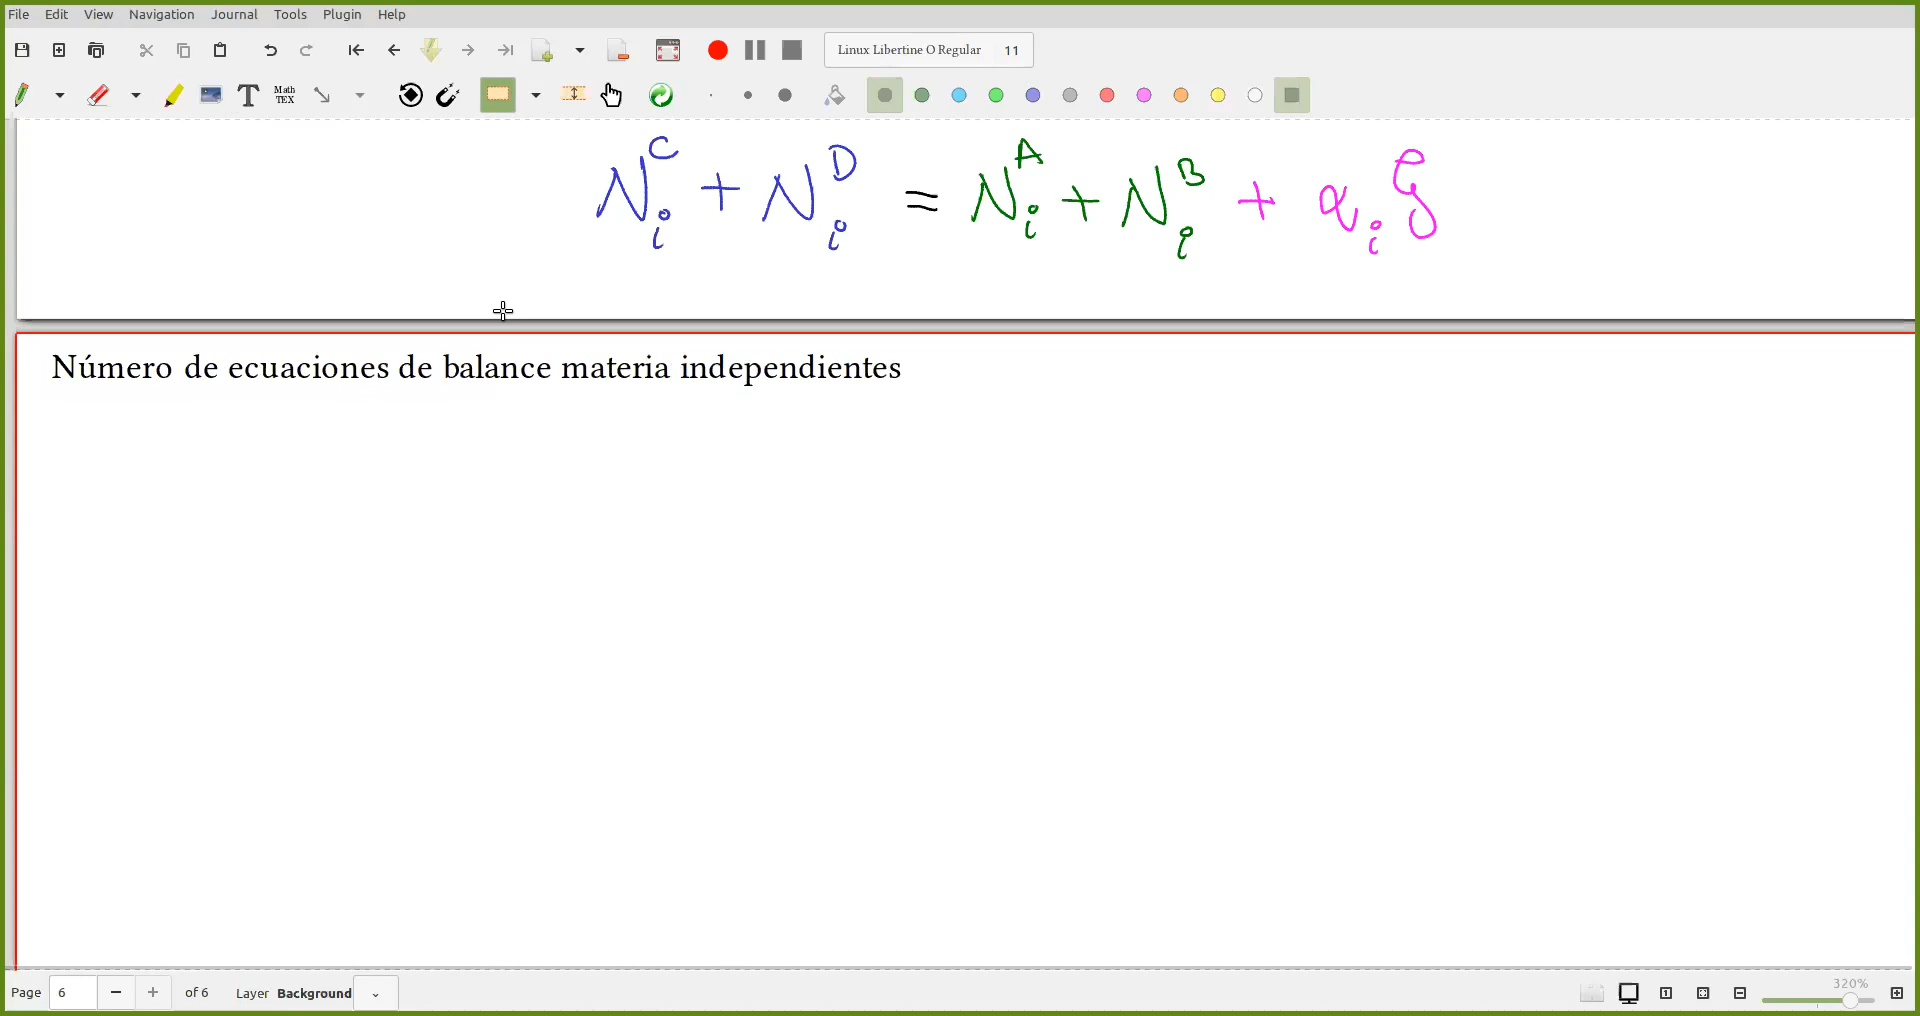 File Edit View Navigation Journal Tools Plugin Help
Linux Libertine O Regular 11
T Math TEX
N_i^C + N_i^D = N_i^A + N_i^B + α_i ξ
Número de ecuaciones de balance materia independientes
Page 6 of 6 Layer Background 320%